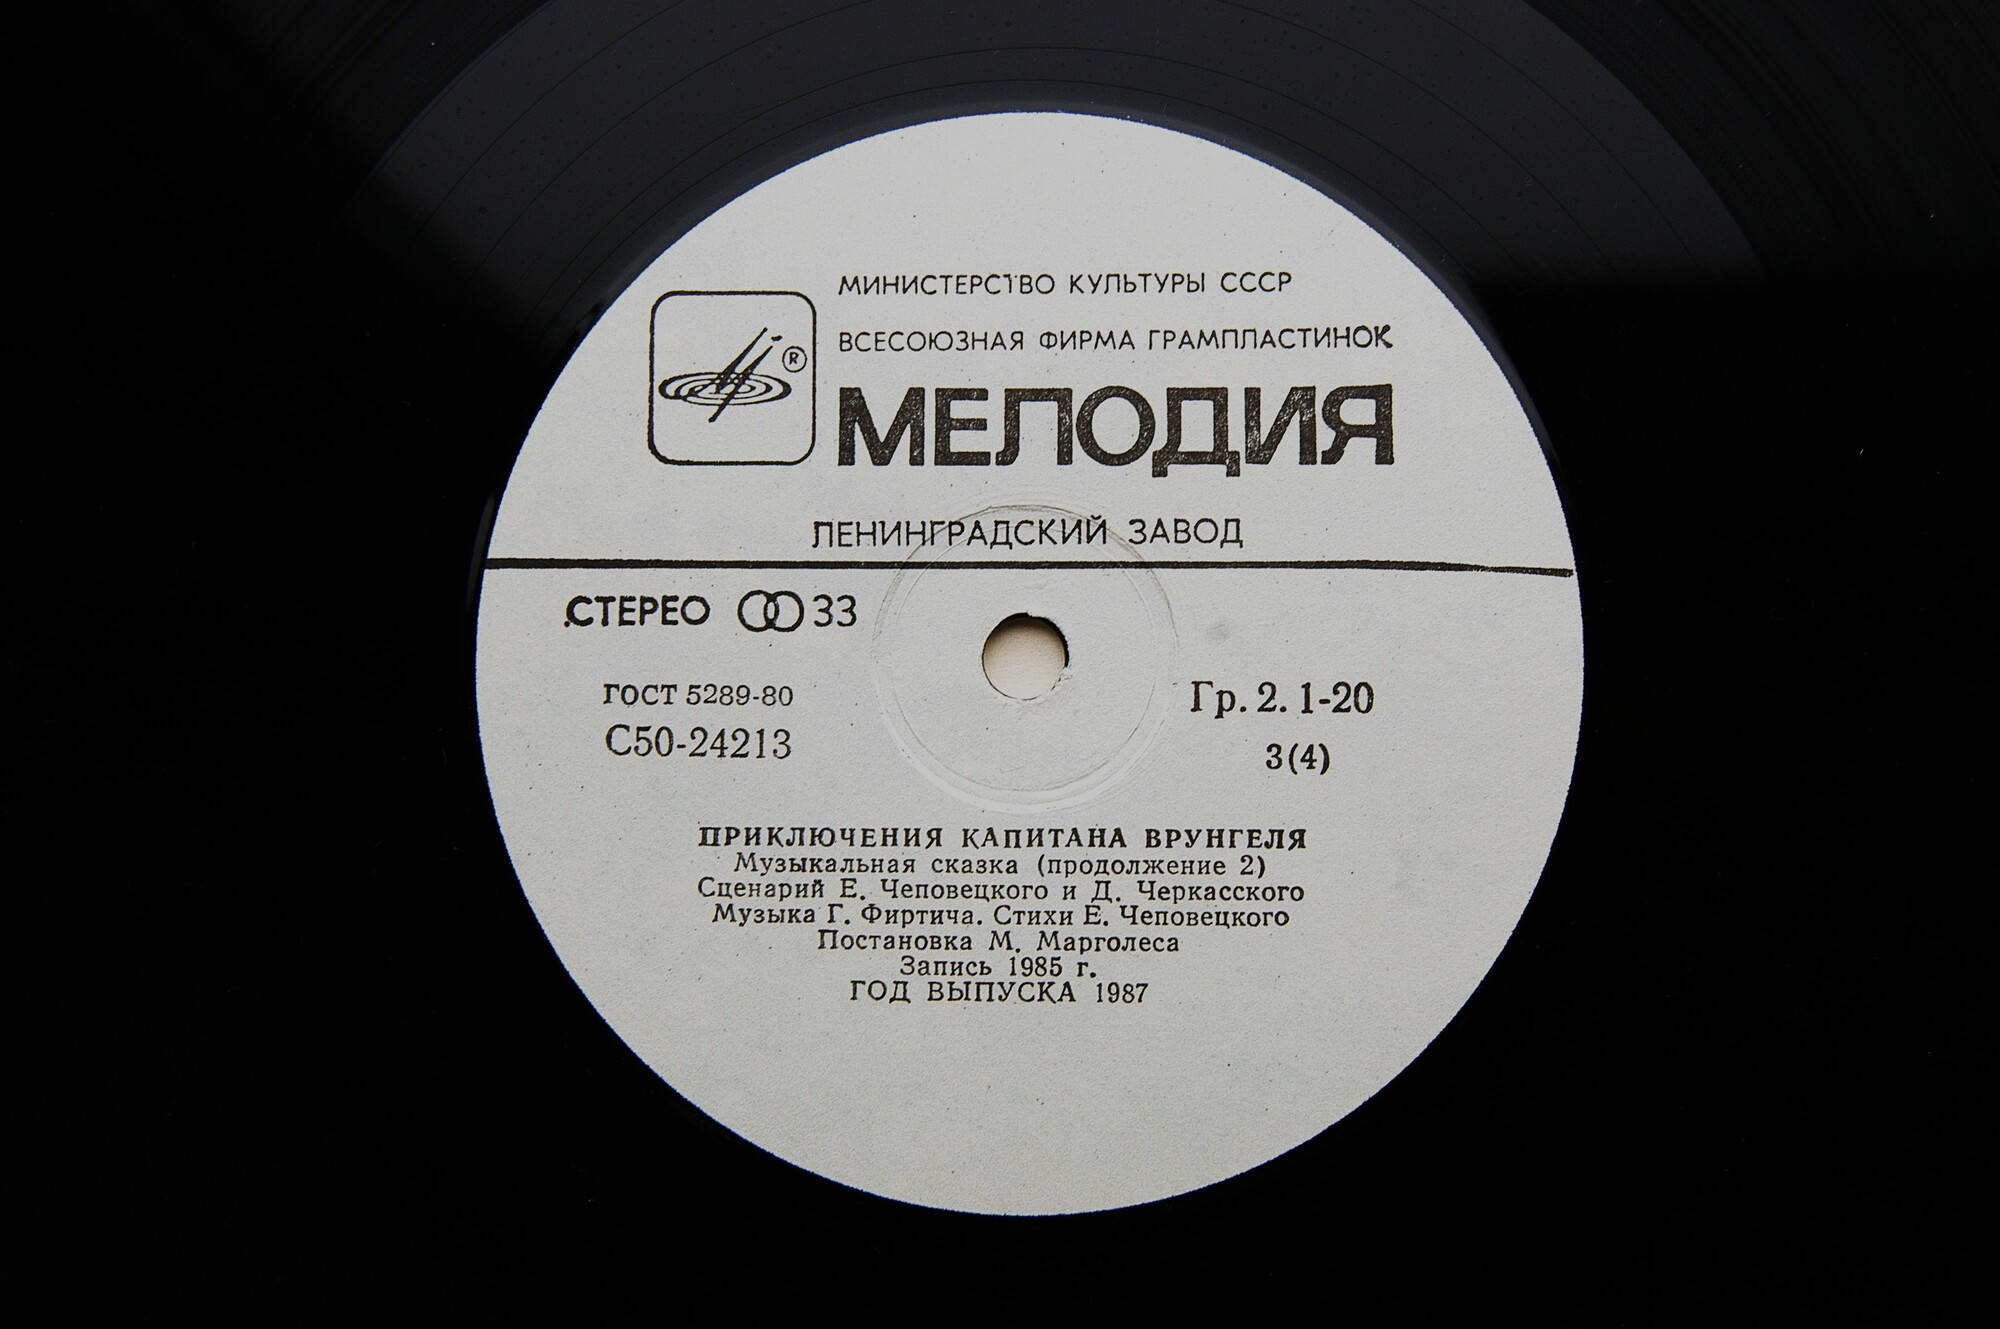 МИНИСТЕРСТВО КУЛЬТУРЫ СССР
ВСЕСОЮЗНАЯ ФИРМА ГРАМПЛАСТИНОК
®
МЕЛОДИЯ
ЛЕНИНГРАДСКИЙ ЗАВОД
СТЕРЕО 33
ГОСТ 5289-80
С50-24213
Гр. 2. 1-20
3(4)
ПРИКЛЮЧЕНИЯ КАПИТАНА ВРУНГЕЛЯ
Музыкальная сказка (продолжение 2)
Сценарий Е. Чеповецкого и Д. Черкасского
Музыка Г. Фиртича. Стихи Е. Чеповецкого
Постановка М. Марголеса
Запись 1985 г.
ГОД ВЫПУСКА 1987